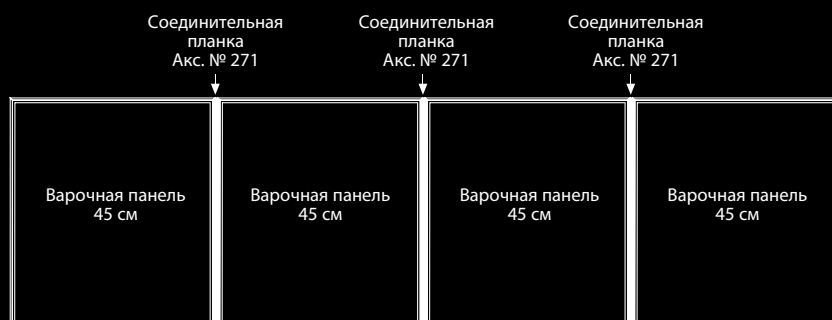 Соединительная
планка
Акс. № 271
Соединительная
планка
Акс. № 271
Соединительная
планка
Акс. № 271
Варочная панель
45 см
Варочная панель
45 см
Варочная панель
45 см
Варочная панель
45 см